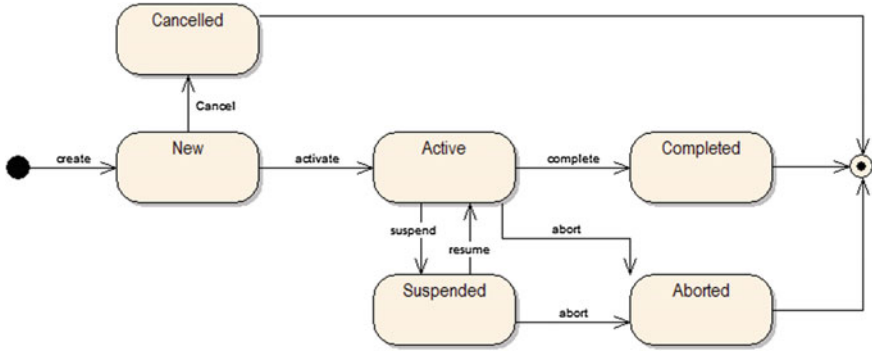 Cancelled
Cancel
create
New
activate
Active
complete
Completed
suspend
resume
abort
Suspended
abort
Aborted